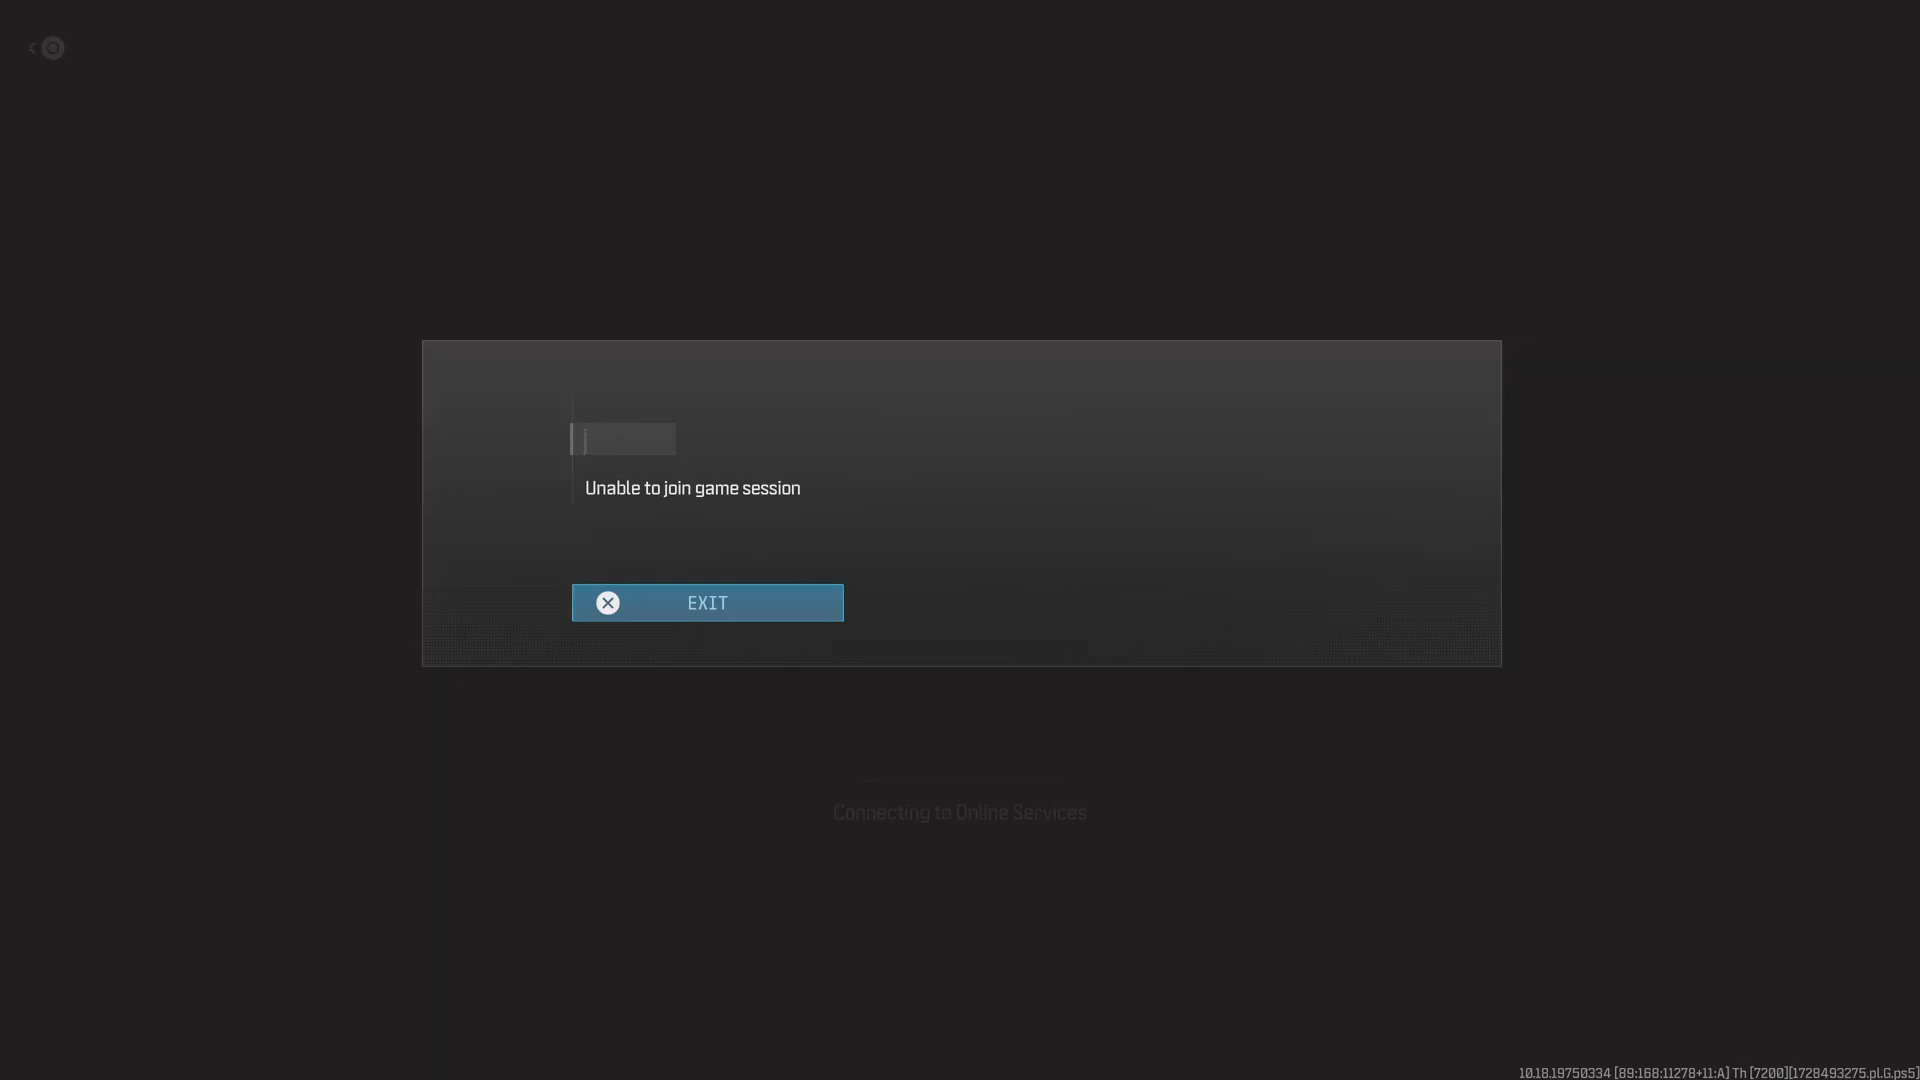 j
Unable to join game session
EXIT
Connecting to Online Services
10.18.19750334 [89:168:11278+11:A] Th [7200][1728493275.pl.G.ps5]